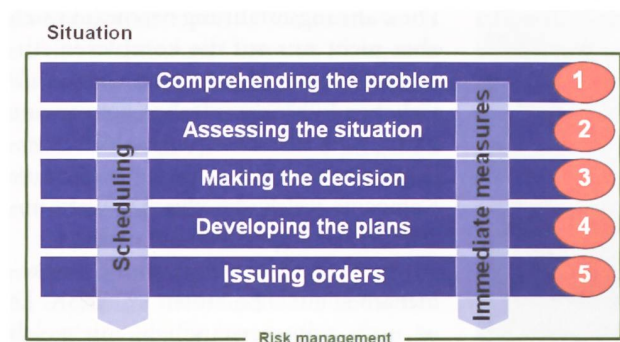 Situation
Comprehending the problem 1
Assessing the situation 2
Making the decision 3
Developing the plans 4
Issuing orders 5
Scheduling
Immediate measures
Risk management